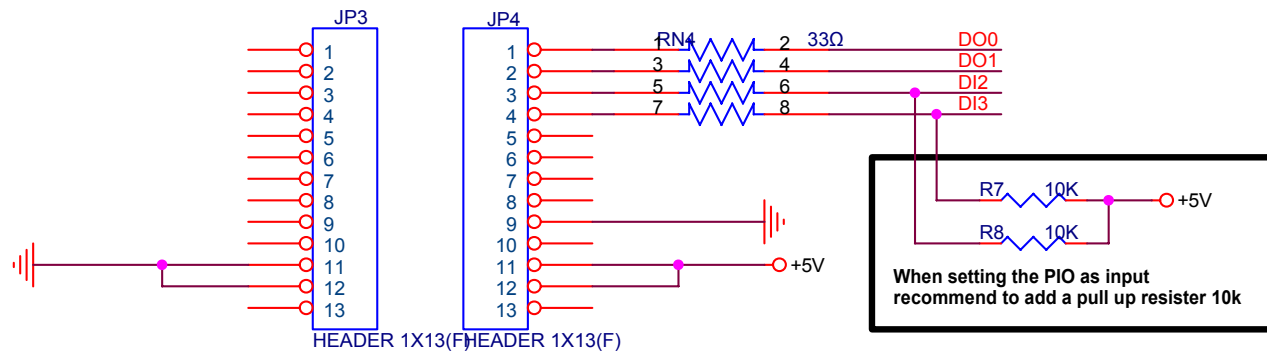 JP3
JP4
1
2
3
4
5
6
7
8
9
10
11
12
13
HEADER 1X13(F)
1
2
3
4
5
6
7
8
9
10
11
12
13
HEADER 1X13(F)
RN4
33Ω
1 2 DO0
3 4 DO1
5 6 DI2
7 8 DI3
+5V
R7 10K
+5V
R8 10K
When setting the PIO as input
recommend to add a pull up resister 10k